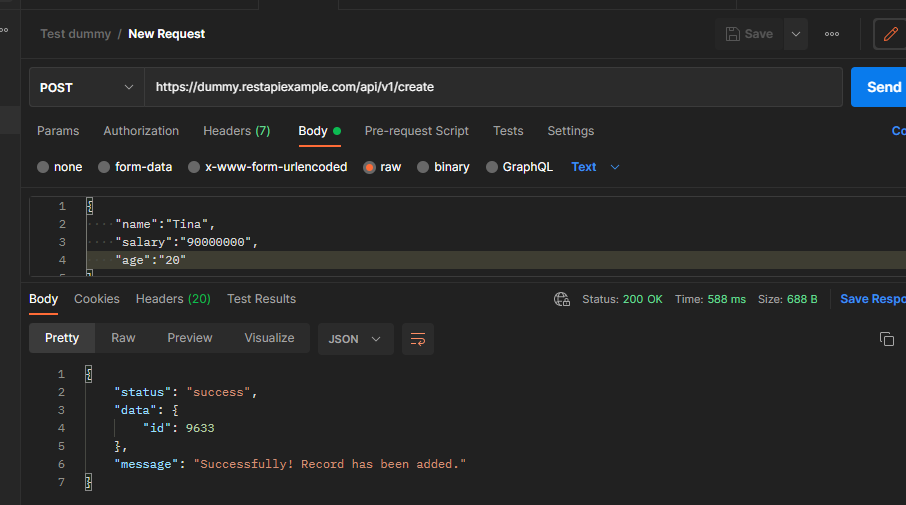 Test dummy / New Request Save
POST https://dummy.restapiexample.com/api/v1/create Send
Params Authorization Headers (7) Body Pre-request Script Tests Settings Co
none form-data x-www-form-urlencoded raw binary GraphQL Text
1 {
2 "name":"Tina",
3 "salary":"90000000",
4 "age":"20"
5 }
Body Cookies Headers (20) Test Results Status: 200 OK Time: 588 ms Size: 688 B Save Respo
Pretty Raw Preview Visualize JSON
1 {
2 "status": "success",
3 "data": {
4 "id": 9633
5 },
6 "message": "Successfully! Record has been added."
7 }